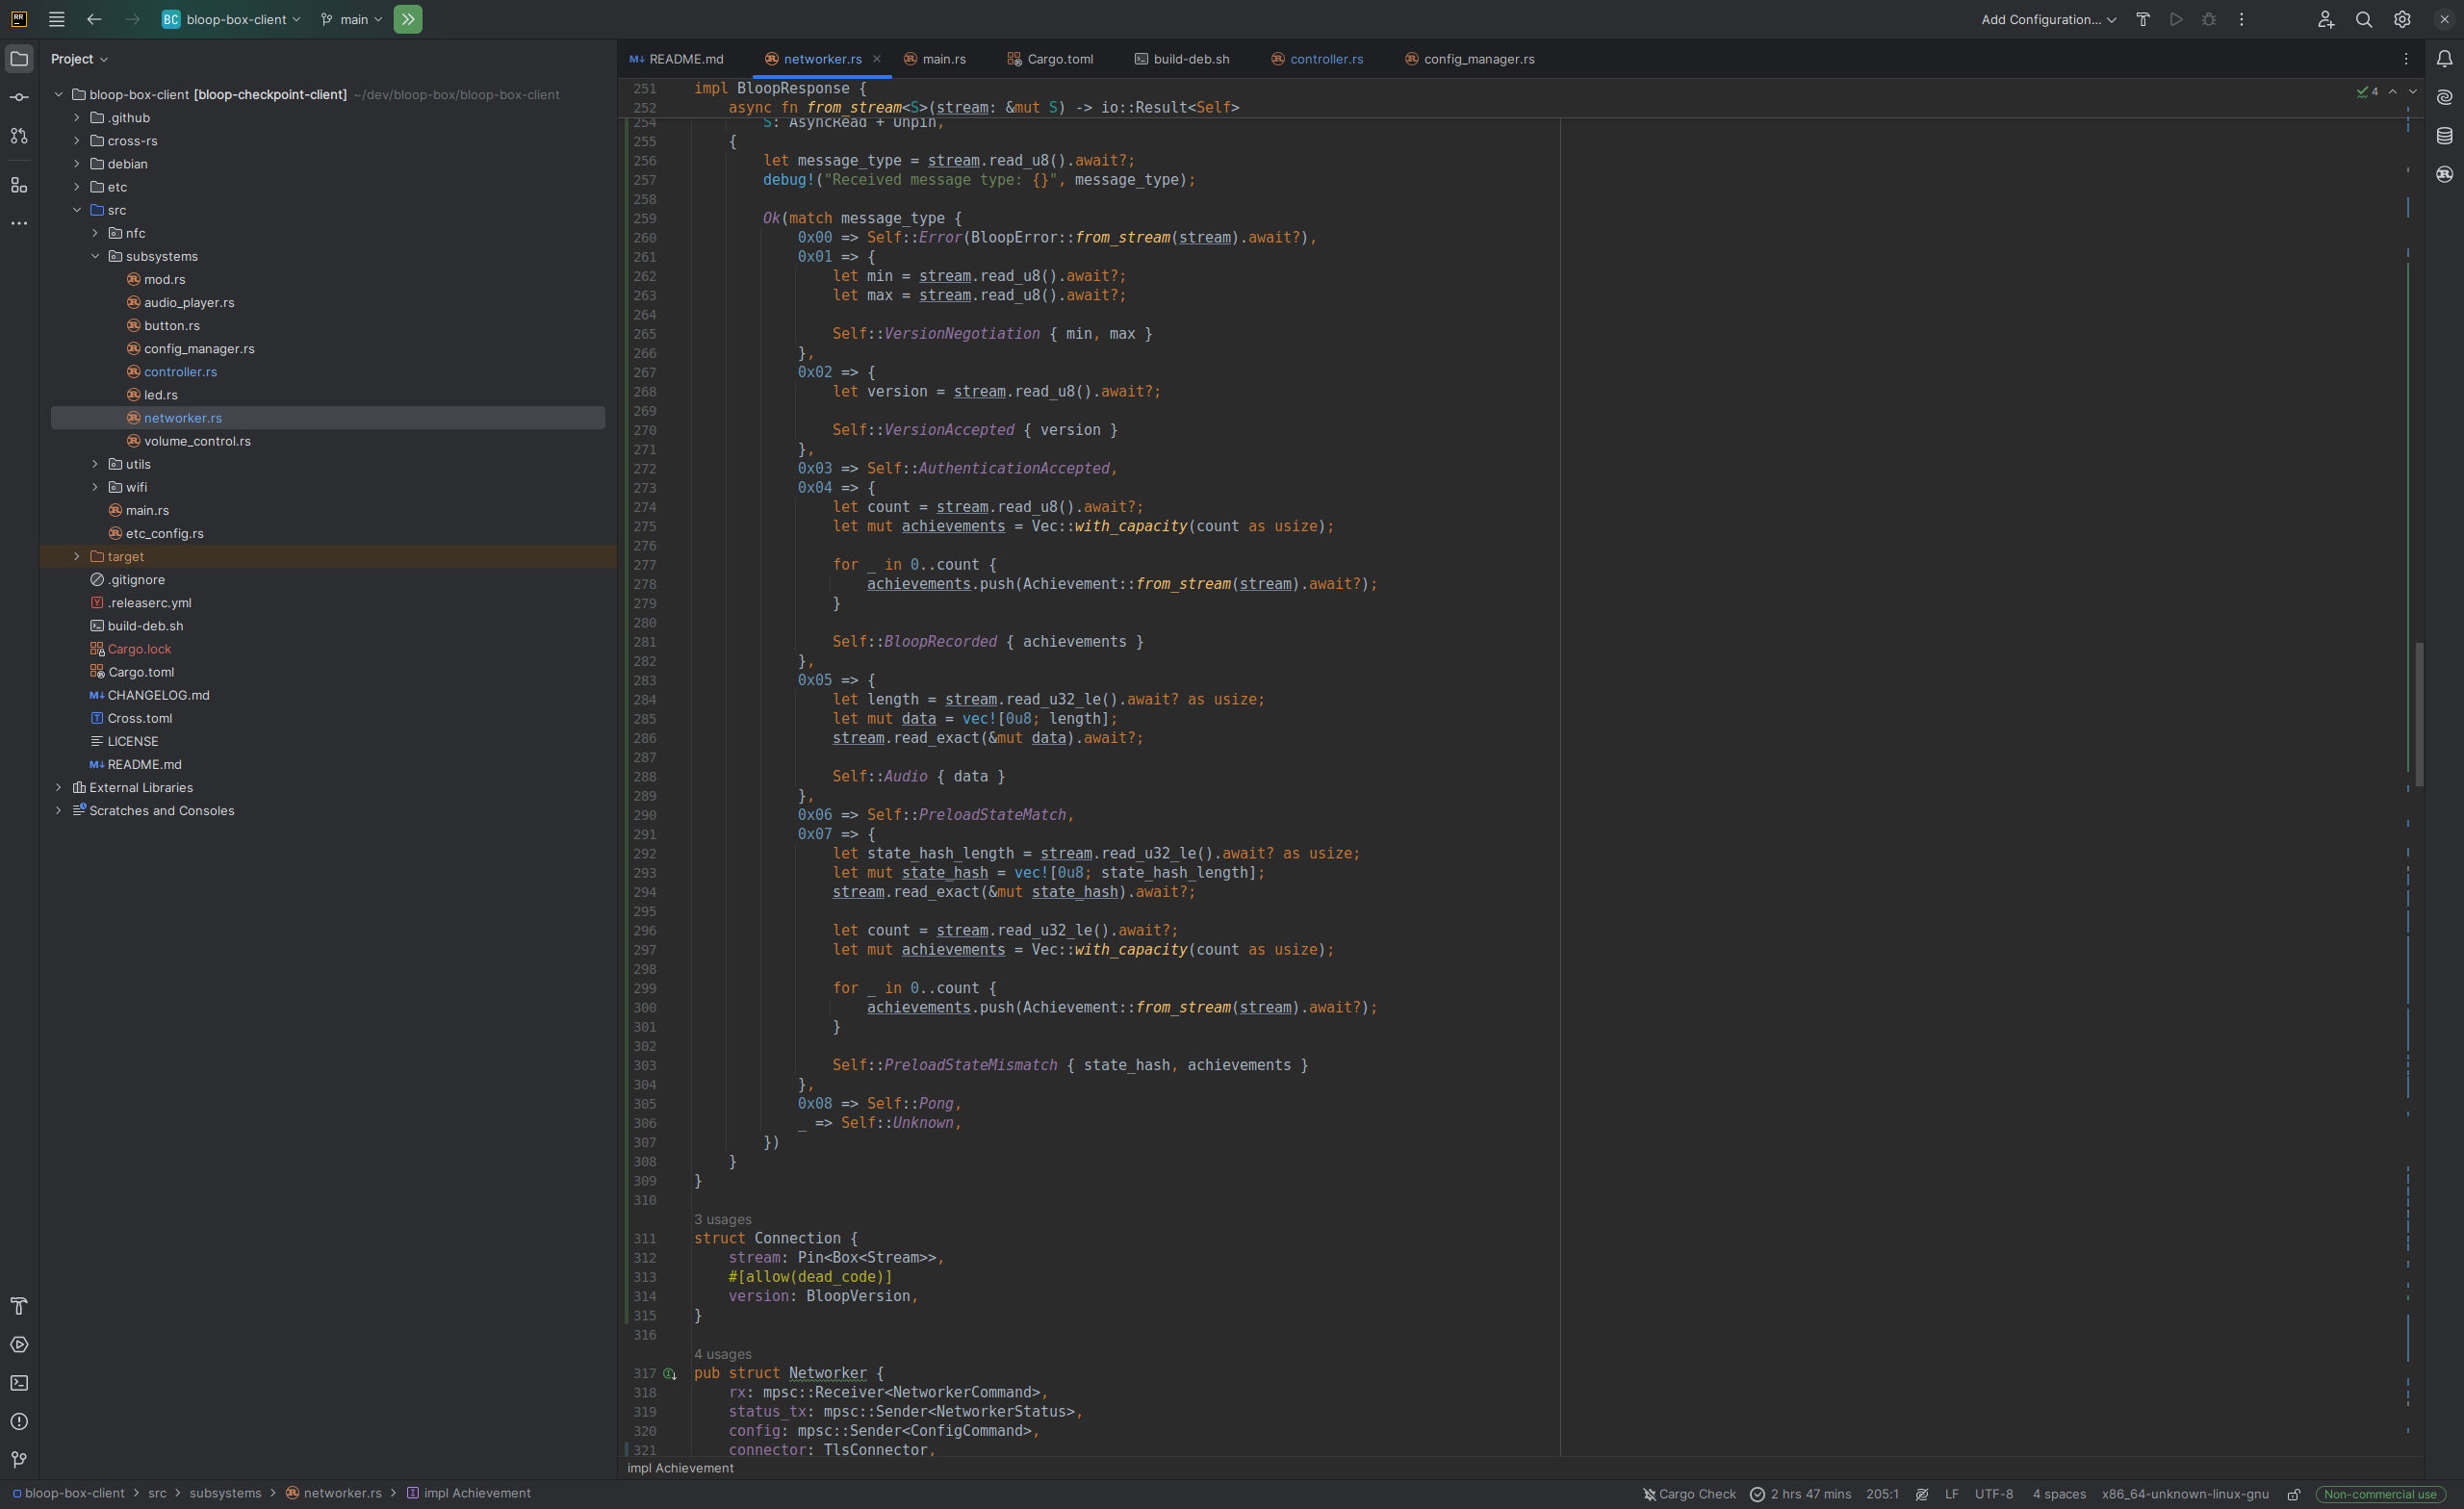 BC bloop-box-client main Add Configuration...
Project
README.md networker.rs main.rs Cargo.toml build-deb.sh controller.rs config_manager.rs
bloop-box-client [bloop-checkpoint-client] ~/dev/bloop-box/bloop-box-client
.github
cross-rs
debian
etc
src
nfc
subsystems
mod.rs
audio_player.rs
button.rs
config_manager.rs
controller.rs
led.rs
networker.rs
volume_control.rs
utils
wifi
main.rs
etc_config.rs
target
.gitignore
.releaserc.yml
build-deb.sh
Cargo.lock
Cargo.toml
CHANGELOG.md
Cross.toml
LICENSE
README.md
External Libraries
Scratches and Consoles
4
251 impl BloopResponse {
252     async fn from_stream<S>(stream: &mut S) -> io::Result<Self>
254         S: AsyncRead + Unpin,
255     {
256         let message_type = stream.read_u8().await?;
257         debug!("Received message type: {}", message_type);
258
259         Ok(match message_type {
260             0x00 => Self::Error(BloopError::from_stream(stream).await?),
261             0x01 => {
262                 let min = stream.read_u8().await?;
263                 let max = stream.read_u8().await?;
264
265                 Self::VersionNegotiation { min, max }
266             },
267             0x02 => {
268                 let version = stream.read_u8().await?;
269
270                 Self::VersionAccepted { version }
271             },
272             0x03 => Self::AuthenticationAccepted,
273             0x04 => {
274                 let count = stream.read_u8().await?;
275                 let mut achievements = Vec::with_capacity(count as usize);
276
277                 for _ in 0..count {
278                     achievements.push(Achievement::from_stream(stream).await?);
279                 }
280
281                 Self::BloopRecorded { achievements }
282             },
283             0x05 => {
284                 let length = stream.read_u32_le().await? as usize;
285                 let mut data = vec![0u8; length];
286                 stream.read_exact(&mut data).await?;
287
288                 Self::Audio { data }
289             },
290             0x06 => Self::PreloadStateMatch,
291             0x07 => {
292                 let state_hash_length = stream.read_u32_le().await? as usize;
293                 let mut state_hash = vec![0u8; state_hash_length];
294                 stream.read_exact(&mut state_hash).await?;
295
296                 let count = stream.read_u32_le().await?;
297                 let mut achievements = Vec::with_capacity(count as usize);
298
299                 for _ in 0..count {
300                     achievements.push(Achievement::from_stream(stream).await?);
301                 }
302
303                 Self::PreloadStateMismatch { state_hash, achievements }
304             },
305             0x08 => Self::Pong,
306             _ => Self::Unknown,
307         })
308     }
309 }
310
3 usages
311 struct Connection {
312     stream: Pin<Box<Stream>>,
313     #[allow(dead_code)]
314     version: BloopVersion,
315 }
316
4 usages
317 pub struct Networker {
318     rx: mpsc::Receiver<NetworkerCommand>,
319     status_tx: mpsc::Sender<NetworkerStatus>,
320     config: mpsc::Sender<ConfigCommand>,
321     connector: TlsConnector,
impl Achievement
bloop-box-client > src > subsystems > networker.rs > impl Achievement
Cargo Check 2 hrs 47 mins 205:1 LF UTF-8 4 spaces x86_64-unknown-linux-gnu Non-commercial use